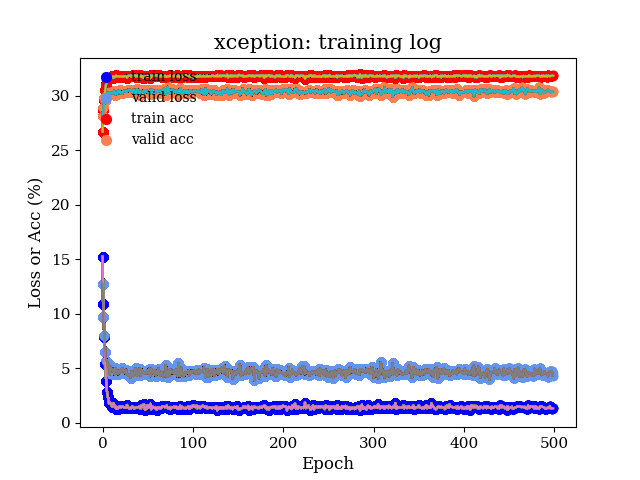 xception: training log
train loss
valid loss
train acc
valid acc
Loss or Acc (%)
30
25
20
15
10
5
0
0 100 200 300 400 500
Epoch